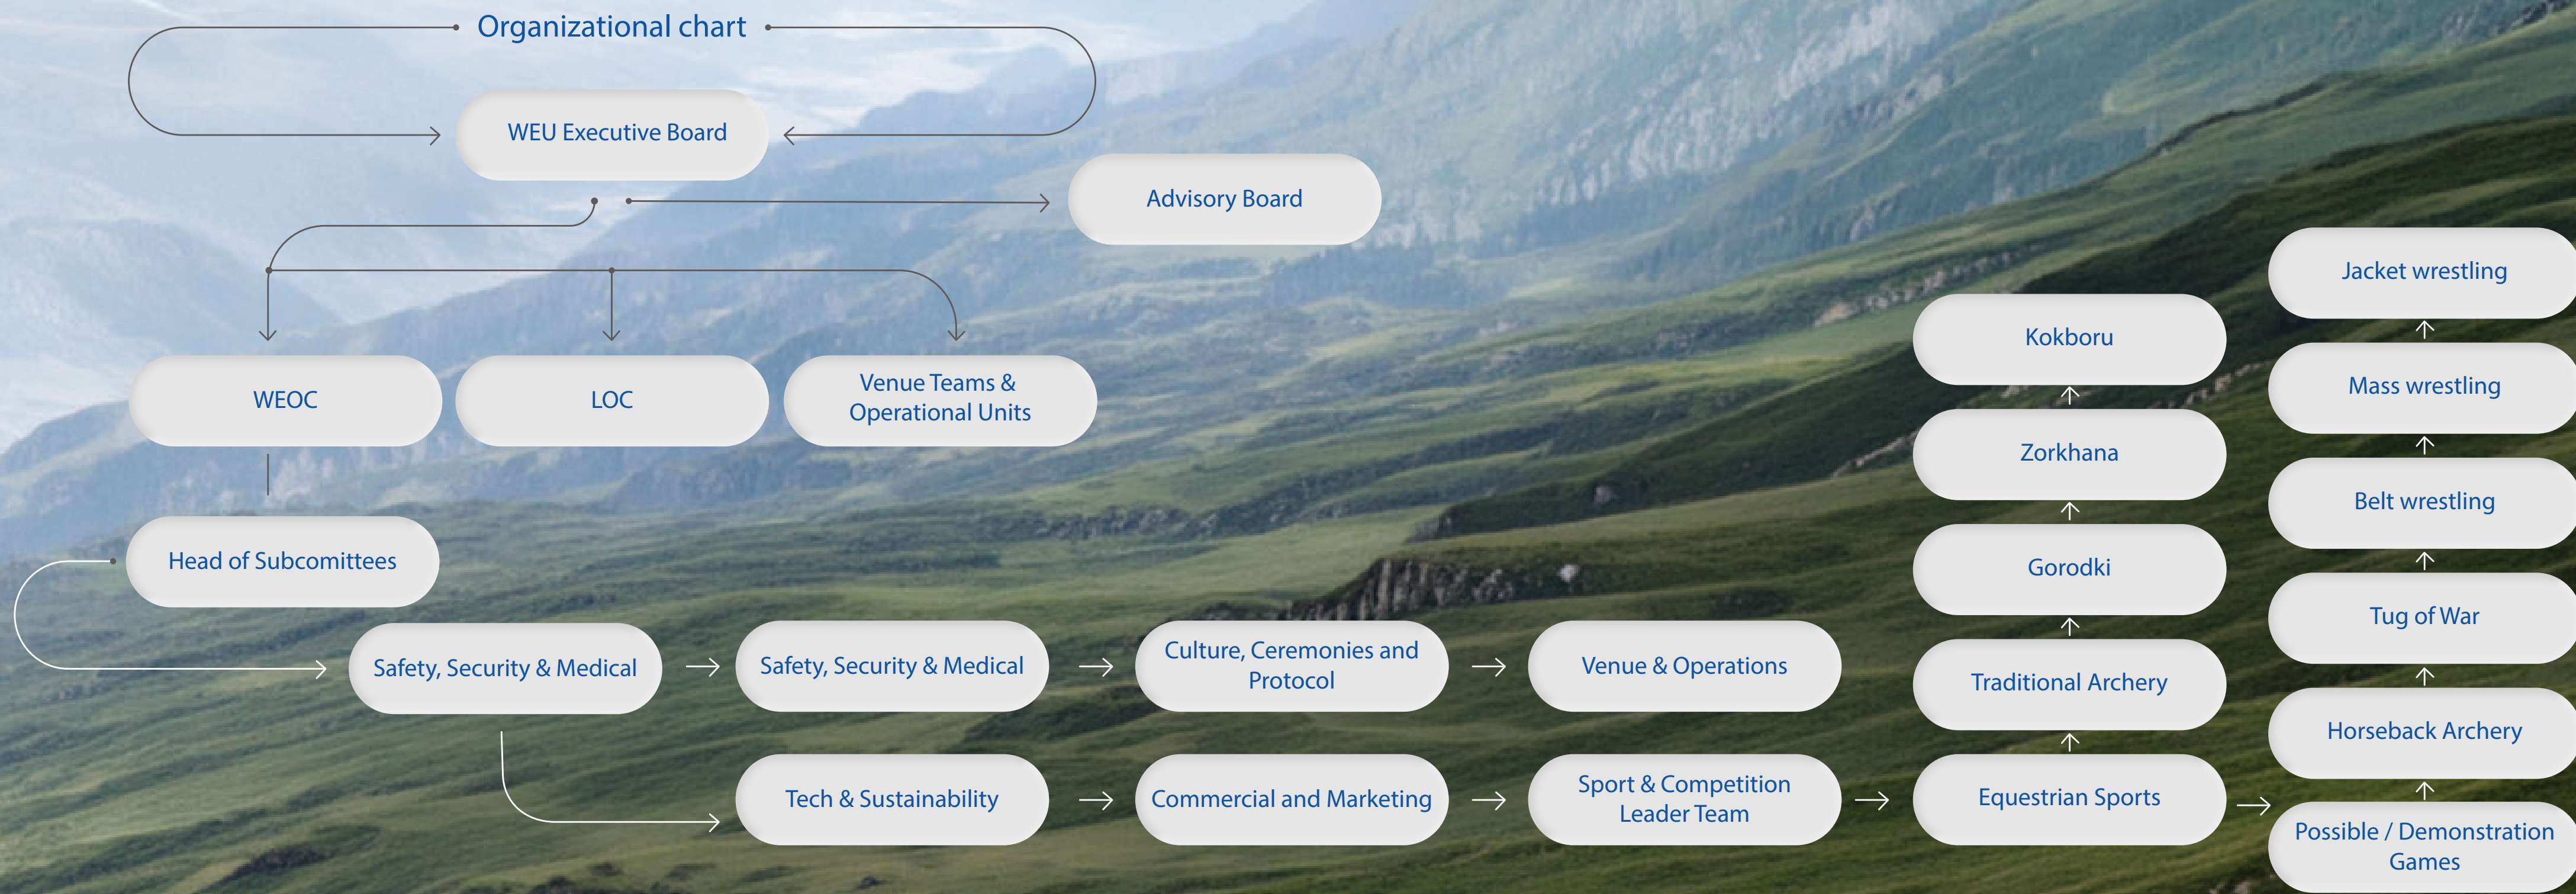 Organizational chart
WEU Executive Board
Advisory Board
WEOC
LOC
Venue Teams &
Operational Units
Head of Subcomittees
Safety, Security & Medical
Safety, Security & Medical
Culture, Ceremonies and
Protocol
Venue & Operations
Tech & Sustainability
Commercial and Marketing
Sport & Competition
Leader Team
Kokboru
Zorkhana
Gorodki
Traditional Archery
Equestrian Sports
Jacket wrestling
Mass wrestling
Belt wrestling
Tug of War
Horseback Archery
Possible / Demonstration
Games